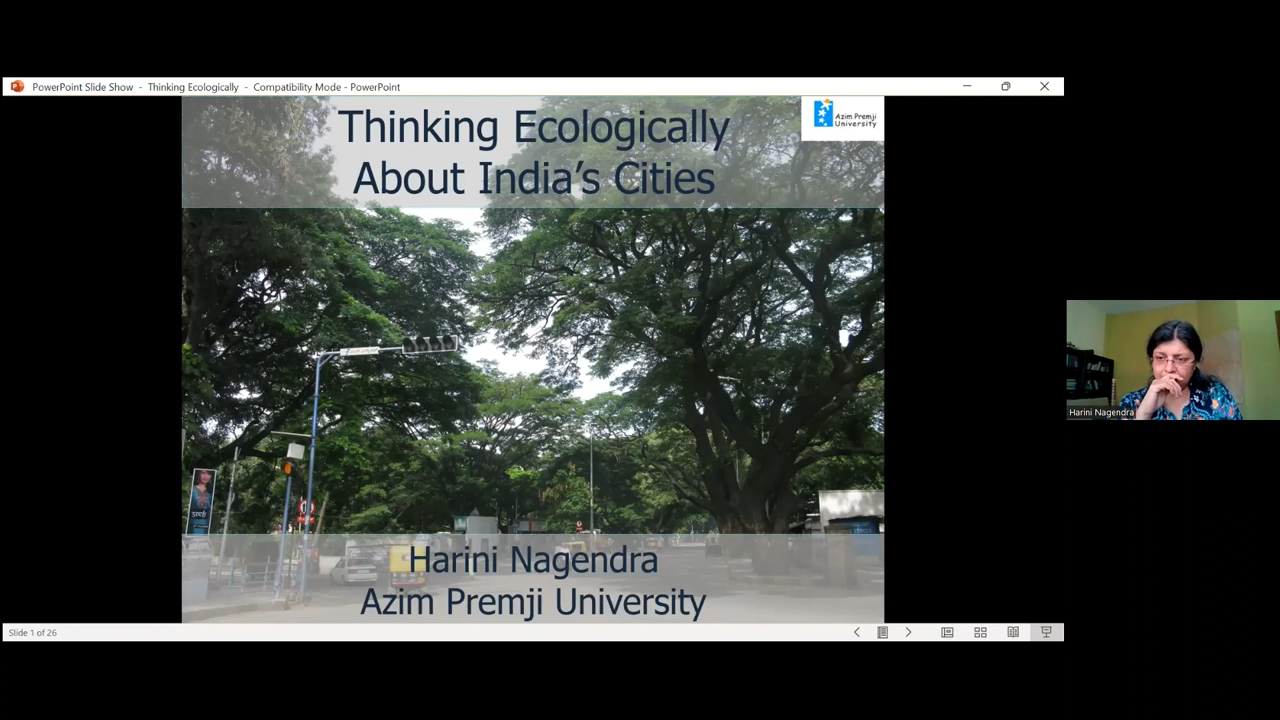 PowerPoint Slide Show - Thinking Ecologically - Compatibility Mode - PowerPoint
Thinking Ecologically
About India's Cities
Azim Premji
University
Harini Nagendra
Harini Nagendra
Azim Premji University
Slide 1 of 26